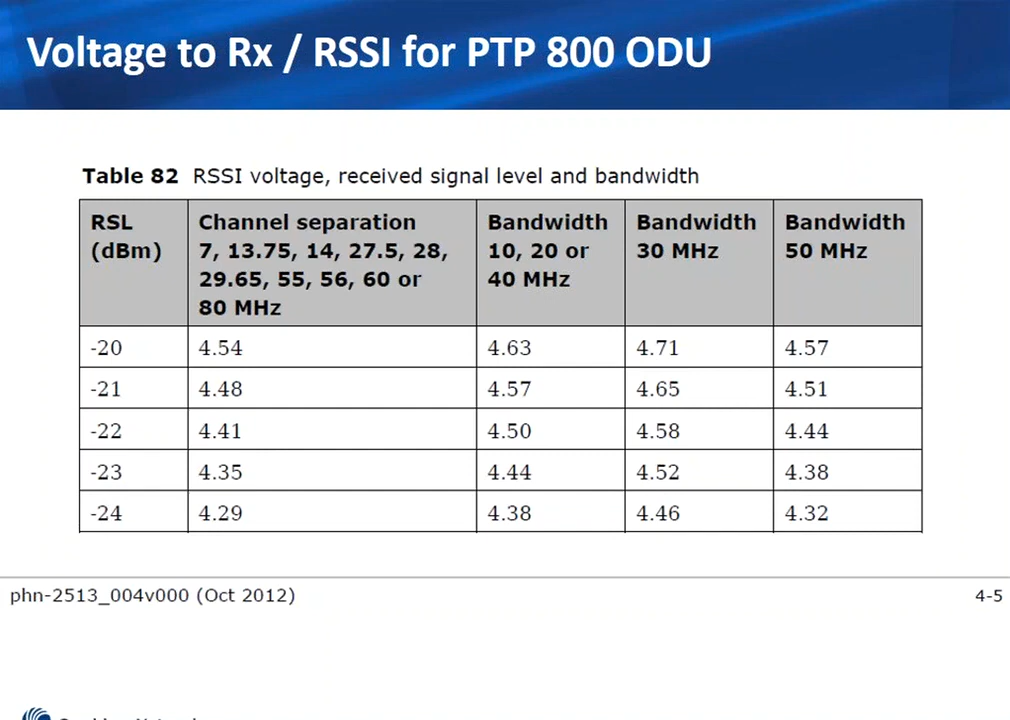 Voltage to Rx / RSSI for PTP 800 ODU
Table 82 RSSI voltage, received signal level and bandwidth
RSL (dBm) Channel separation 7, 13.75, 14, 27.5, 28, 29.65, 55, 56, 60 or 80 MHz Bandwidth 10, 20 or 40 MHz Bandwidth 30 MHz Bandwidth 50 MHz
-20 4.54 4.63 4.71 4.57
-21 4.48 4.57 4.65 4.51
-22 4.41 4.50 4.58 4.44
-23 4.35 4.44 4.52 4.38
-24 4.29 4.38 4.46 4.32
phn-2513_004v000 (Oct 2012) 4-5